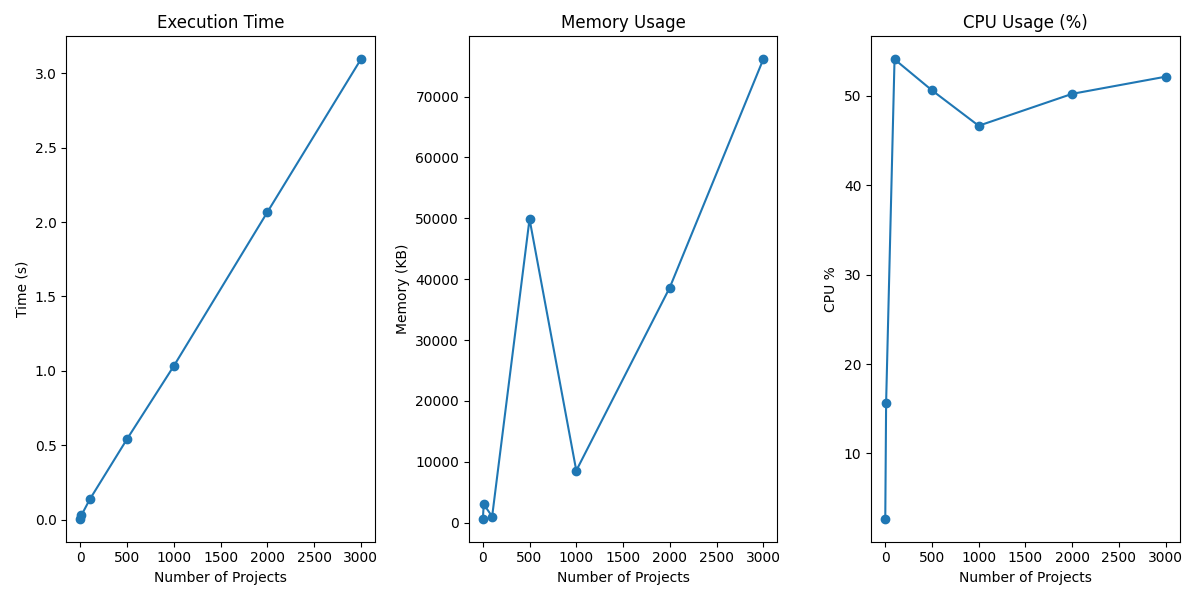 Execution Time
Time (s)
3.0
2.5
2.0
1.5
1.0
0.5
0.0
0 500 1000 1500 2000 2500 3000
Number of Projects
Memory Usage
Memory (KB)
70000
60000
50000
40000
30000
20000
10000
0
0 500 1000 1500 2000 2500 3000
Number of Projects
CPU Usage (%)
CPU %
50
40
30
20
10
0 500 1000 1500 2000 2500 3000
Number of Projects